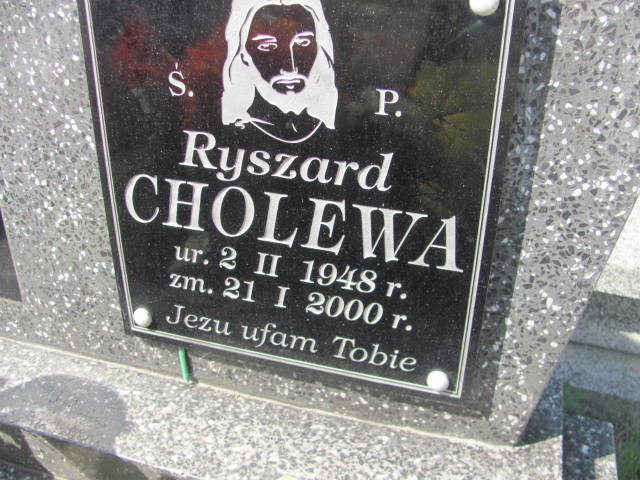 Ś. P.
Ryszard
CHOLEWA
ur. 2 II 1948 r.
zm. 21 I 2000 r.
Jezu ufam Tobie